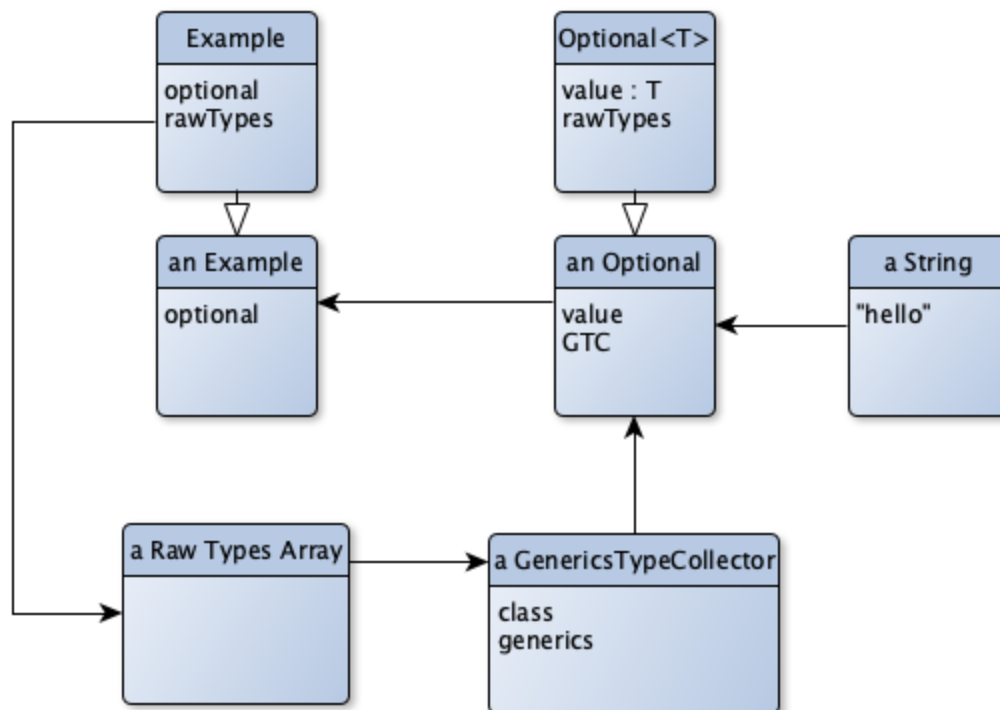 Example
optional
rawTypes
Optional<T>
value : T
rawTypes
an Example
optional
an Optional
value
GTC
a String
"hello"
a Raw Types Array
a GenericsTypeCollector
class
generics